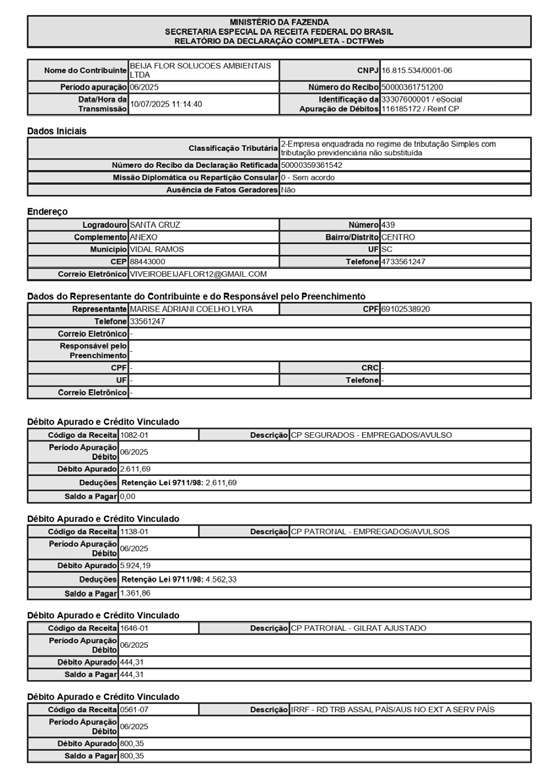 MINISTÉRIO DA FAZENDA
SECRETARIA ESPECIAL DA RECEITA FEDERAL DO BRASIL
RELATÓRIO DA DECLARAÇÃO COMPLETA - DCTFWeb
Nome do Contribuinte BEIJA FLOR SOLUCOES AMBIENTAIS LTDA CNPJ 16.815.534/0001-06
Período apuração 06/2025 Número do Recibo 50000361751200
Data/Hora da Transmissão 10/07/2025 11:14:40 Identificação da Apuração de Débitos 33307600001 / eSocial 116185172 / Reinf CP
Dados Iniciais
Classificação Tributária 2-Empresa enquadrada no regime de tributação Simples com tributação previdenciária não substituída
Número do Recibo da Declaração Retificada 50000359361542
Missão Diplomática ou Repartição Consular 0 - Sem acordo
Ausência de Fatos Geradores Não
Endereço
Logradouro SANTA CRUZ Número 439
Complemento ANEXO Bairro/Distrito CENTRO
Município VIDAL RAMOS UF SC
CEP 88443000 Telefone 4733561247
Correio Eletrônico VIVEIROBEIJAFLOR12@GMAIL.COM
Dados do Representante do Contribuinte e do Responsável pelo Preenchimento
Representante MARISE ADRIANI COELHO LYRA CPF 69102538920
Telefone 33561247
Correio Eletrônico -
Responsável pelo Preenchimento -
CPF - CRC -
UF - Telefone -
Correio Eletrônico -
Débito Apurado e Crédito Vinculado
Código da Receita 1082-01 Descrição CP SEGURADOS - EMPREGADOS/AVULSO
Período Apuração Débito 06/2025
Débito Apurado 2.611,69
Deduções Retenção Lei 9711/98: 2.611,69
Saldo a Pagar 0,00
Débito Apurado e Crédito Vinculado
Código da Receita 1138-01 Descrição CP PATRONAL - EMPREGADOS/AVULSOS
Período Apuração Débito 06/2025
Débito Apurado 5.924,19
Deduções Retenção Lei 9711/98: 4.562,33
Saldo a Pagar 1.361,86
Débito Apurado e Crédito Vinculado
Código da Receita 1646-01 Descrição CP PATRONAL - GILRAT AJUSTADO
Período Apuração Débito 06/2025
Débito Apurado 444,31
Saldo a Pagar 444,31
Débito Apurado e Crédito Vinculado
Código da Receita 0561-07 Descrição IRRF - RD TRB ASSAL PAÍS/AUS NO EXT A SERV PAÍS
Período Apuração Débito 06/2025
Débito Apurado 800,35
Saldo a Pagar 800,35